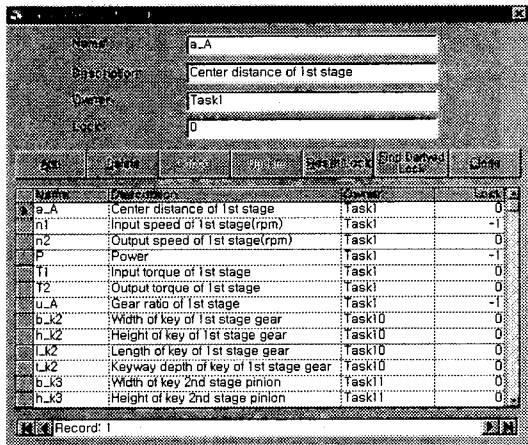 Name: a_A
Description: Center distance of 1st stage
Owner: Task1
Lock: 0
Add Delete Update Reset Lock Find Derived Lock Close
Name Description Owner Lock
a_A Center distance of 1st stage Task1 0
n1 Input speed of 1st stage(rpm) Task1 -1
n2 Output speed of 1st stage(rpm) Task1 0
P Power Task1 -1
T1 Input torque of 1st stage Task1 0
T2 Output torque of 1st stage Task1 0
u_A Gear ratio of 1st stage Task1 -1
b_k2 Width of key of 1st stage gear Task10 0
h_k2 Height of key of 1st stage gear Task10 0
l_k2 Length of key of 1st stage gear Task10 0
t_k2 Keyway depth of key of 1st stage gear Task10 0
b_k3 Width of key 2nd stage pinion Task11 0
h_k3 Height of key 2nd stage pinion Task11 0
Record: 1